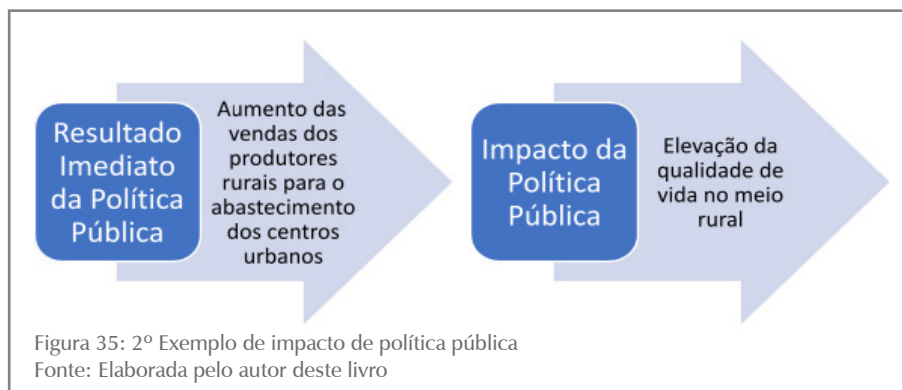 Resultado
Imediato
da Política
Pública
Aumento das
vendas dos
produtores
rurais para o
abastecimento
dos centros
urbanos
Impacto da
Política
Pública
Elevação da
qualidade de
vida no meio
rural
Figura 35: 2º Exemplo de impacto de política pública
Fonte: Elaborada pelo autor deste livro